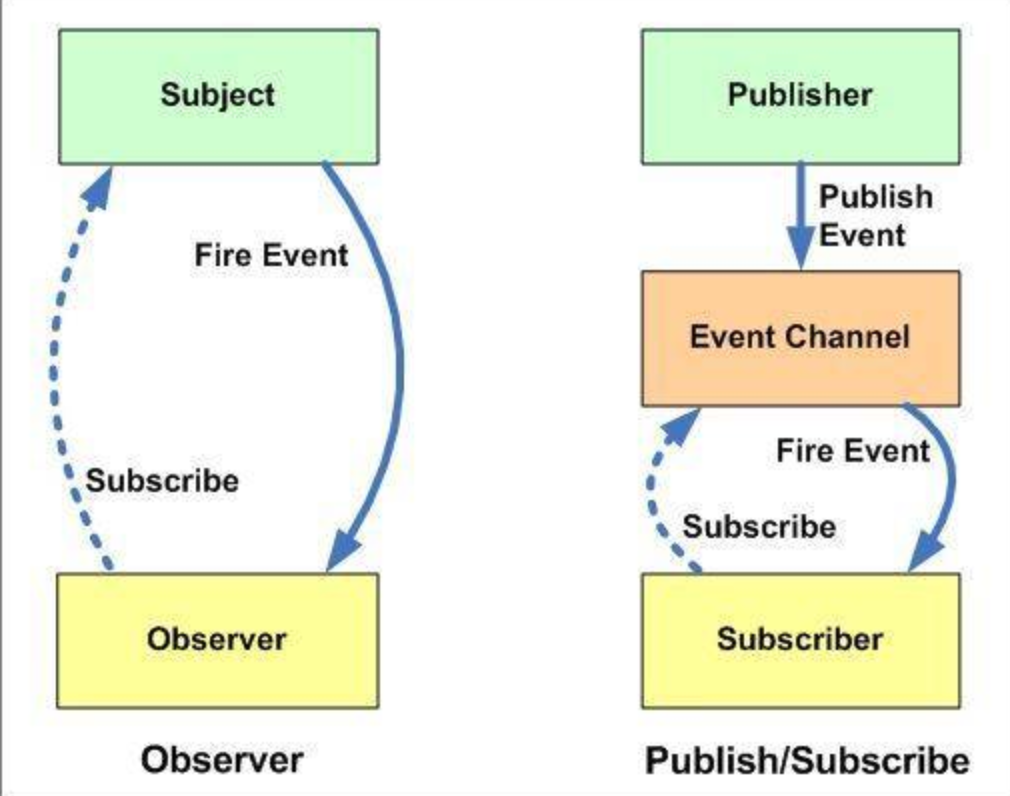 Subject
Fire Event
Subscribe
Observer
Observer
Publisher
Publish
Event
Event Channel
Fire Event
Subscribe
Subscriber
Publish/Subscribe